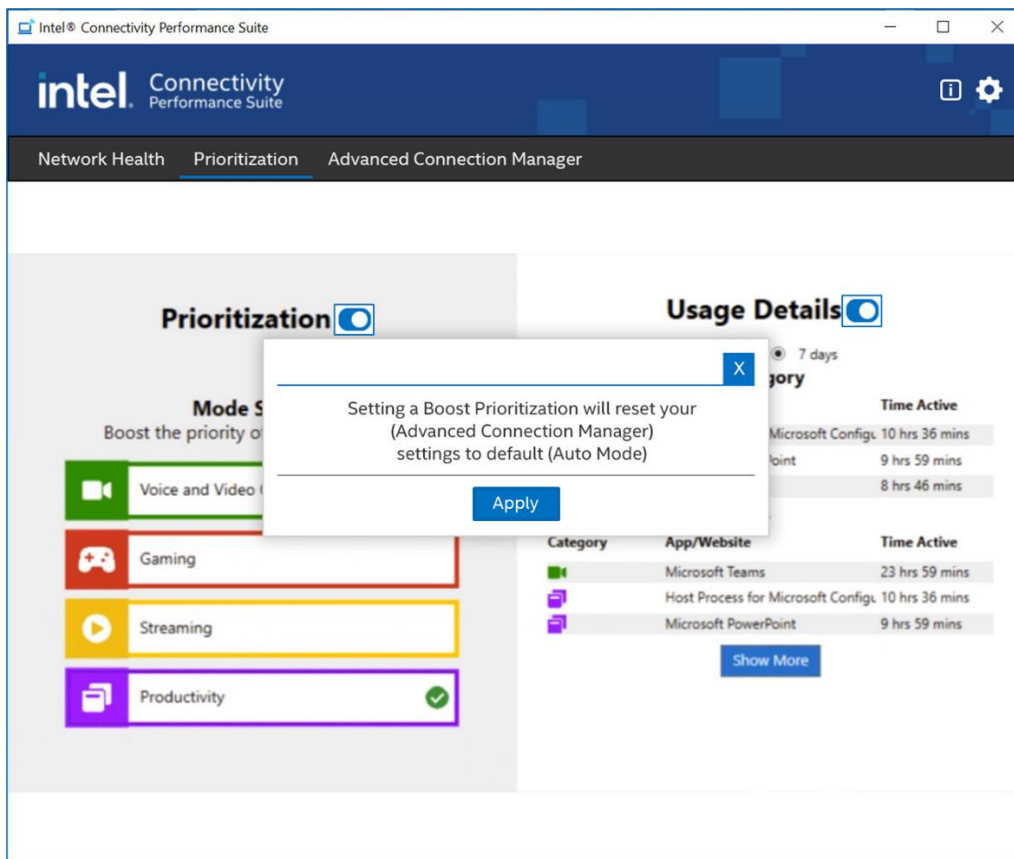 Intel® Connectivity Performance Suite
intel. Connectivity
Performance Suite
Network Health Prioritization Advanced Connection Manager
Prioritization
Mode S
Boost the priority o
Voice and Video
Gaming
Streaming
Productivity
Usage Details
7 days
gory
Time Active
Microsoft Configu 10 hrs 36 mins
Point 9 hrs 59 mins
8 hrs 46 mins
X
Setting a Boost Prioritization will reset your
(Advanced Connection Manager)
settings to default (Auto Mode)
Apply
Category App/Website Time Active
Microsoft Teams 23 hrs 59 mins
Host Process for Microsoft Configu 10 hrs 36 mins
Microsoft PowerPoint 9 hrs 59 mins
Show More